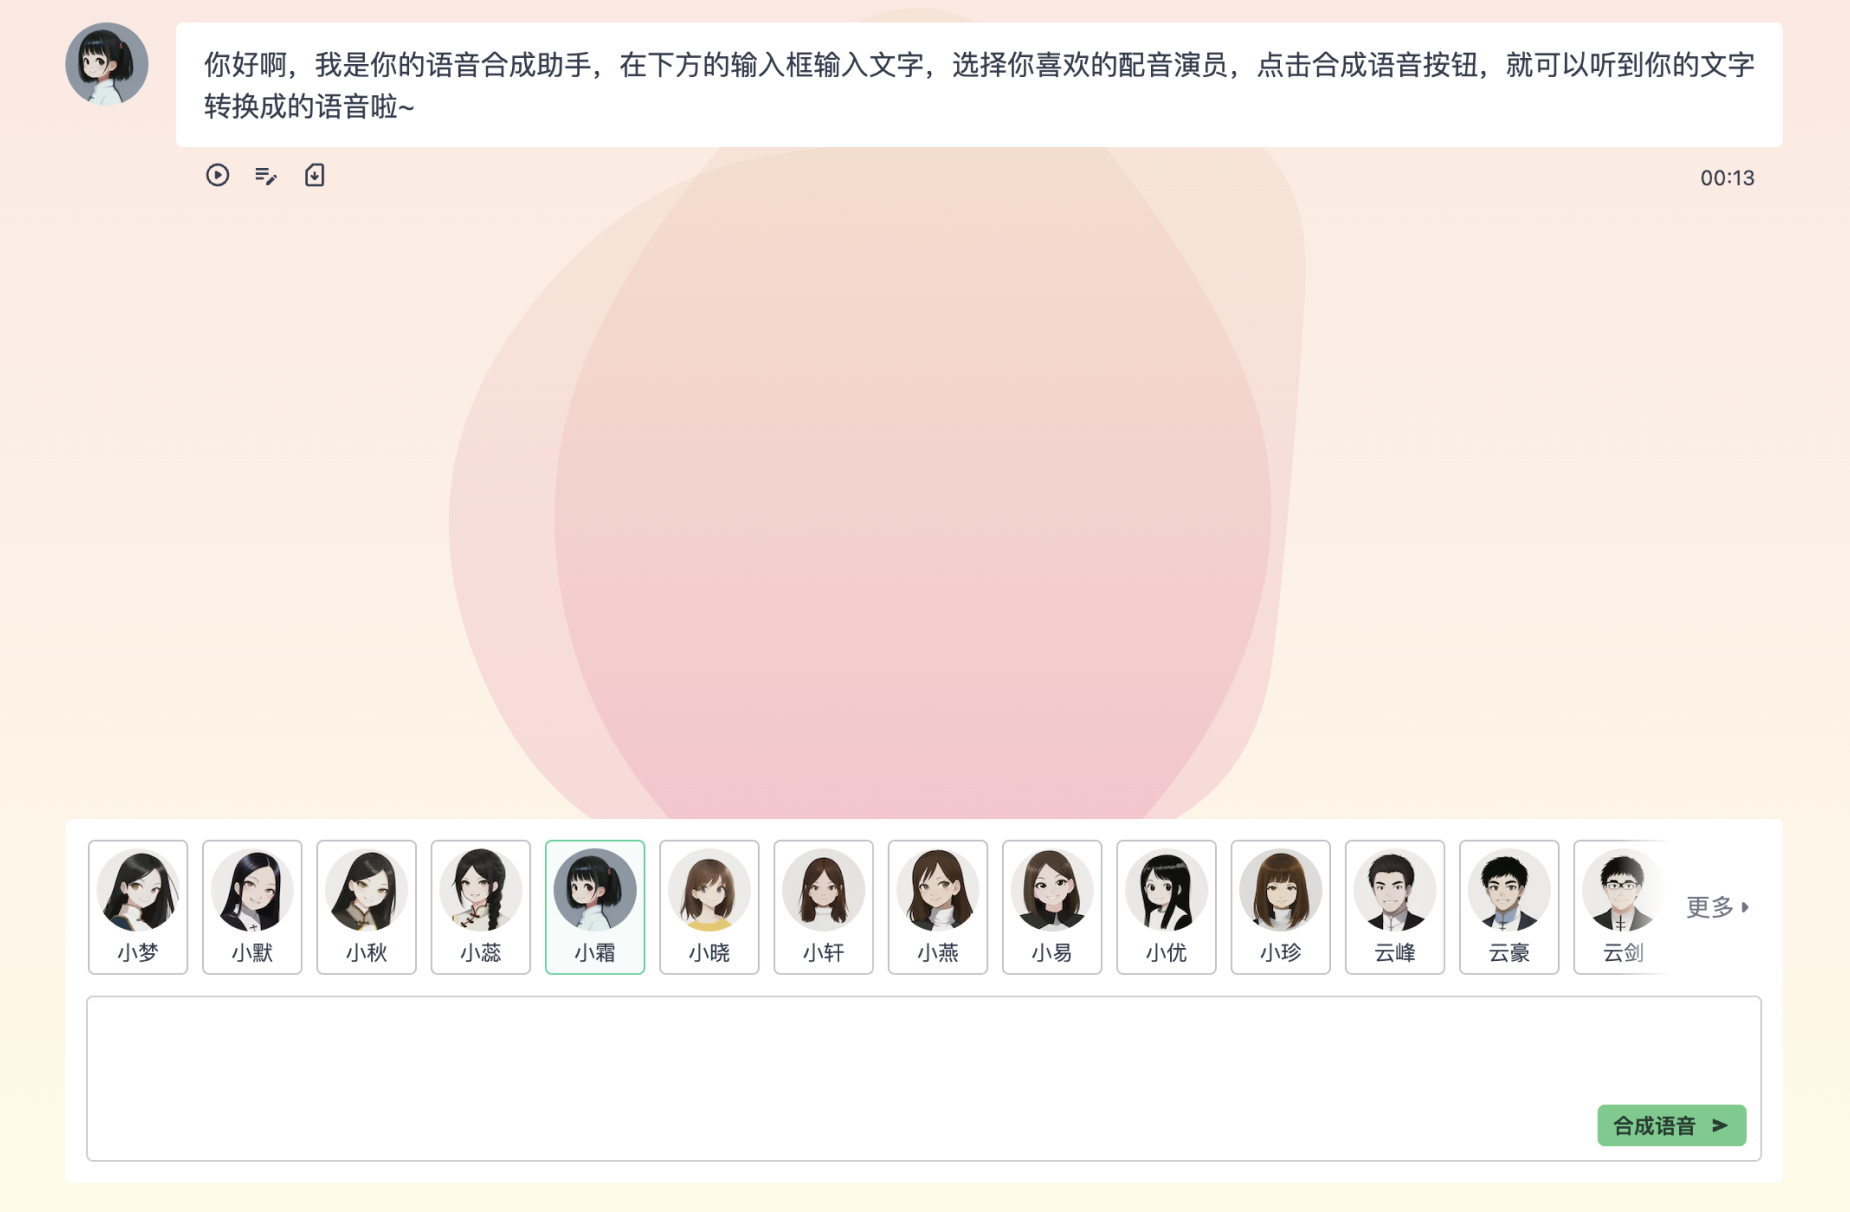 你好啊，我是你的语音合成助手，在下方的输入框输入文字，选择你喜欢的配音演员，点击合成语音按钮，就可以听到你的文字
转换成的语音啦~
00:13
小梦
小默
小秋
小蕊
小霜
小晓
小轩
小燕
小易
小优
小珍
云峰
云豪
云剑
更多
合成语音